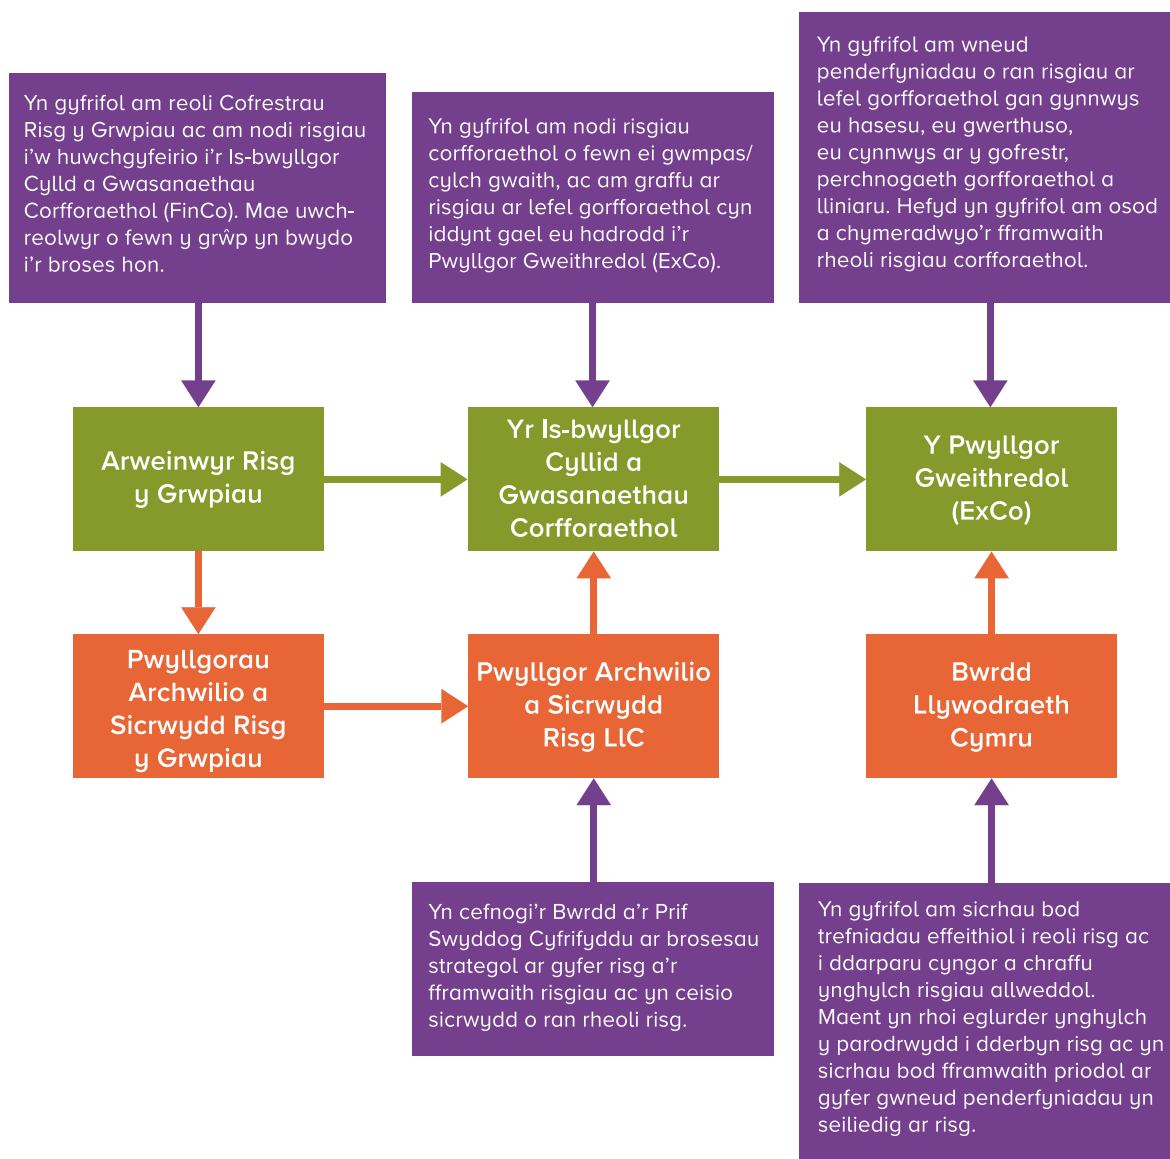 Yn gyfrifol am reoli Cofrestrau
Risg y Grwpiau ac am nodi risgiau
i'w huwchgyfeirio i'r Is-bwyllgor
Cylld a Gwasanaethau
Corfforaethol (FinCo). Mae uwch-
reolwyr o fewn y grŵp yn bwydo
i'r broses hon.
Yn gyfrifol am nodi risgiau
corfforaethol o fewn ei gwmpas/
cylch gwaith, ac am graffu ar
risgiau ar lefel gorfforaethol cyn
iddynt gael eu hadrodd i'r
Pwyllgor Gweithredol (ExCo).
Yn gyfrifol am wneud
penderfyniadau o ran risgiau ar
lefel gorfforaethol gan gynnwys
eu hasesu, eu gwerthuso,
eu cynnwys ar y gofrestr,
perchnogaeth gorfforaethol a
lliniaru. Hefyd yn gyfrifol am osod
a chymeradwyo'r fframwaith
rheoli risgiau corfforaethol.
Arweinwyr Risg
y Grwpiau
Yr Is-bwyllgor
Cyllid a
Gwasanaethau
Corfforaethol
Y Pwyllgor
Gweithredol
(ExCo)
Pwyllgorau
Archwilio a
Sicrwydd Risg
y Grwpiau
Pwyllgor Archwilio
a Sicrwydd
Risg LlC
Bwrdd
Llywodraeth
Cymru
Yn cefnogi'r Bwrdd a'r Prif
Swyddog Cyfrifyddu ar brosesau
strategol ar gyfer risg a'r
fframwaith risgiau ac yn ceisio
sicrwydd o ran rheoli risg.
Yn gyfrifol am sicrhau bod
trefniadau effeithiol i reoli risg ac
i ddarparu cyngor a chraffu
ynghylch risgiau allweddol.
Maent yn rhoi eglurder ynghylch
y parodrwydd i dderbyn risg ac yn
sicrhau bod fframwaith priodol ar
gyfer gwneud penderfyniadau yn
seiliedig ar risg.